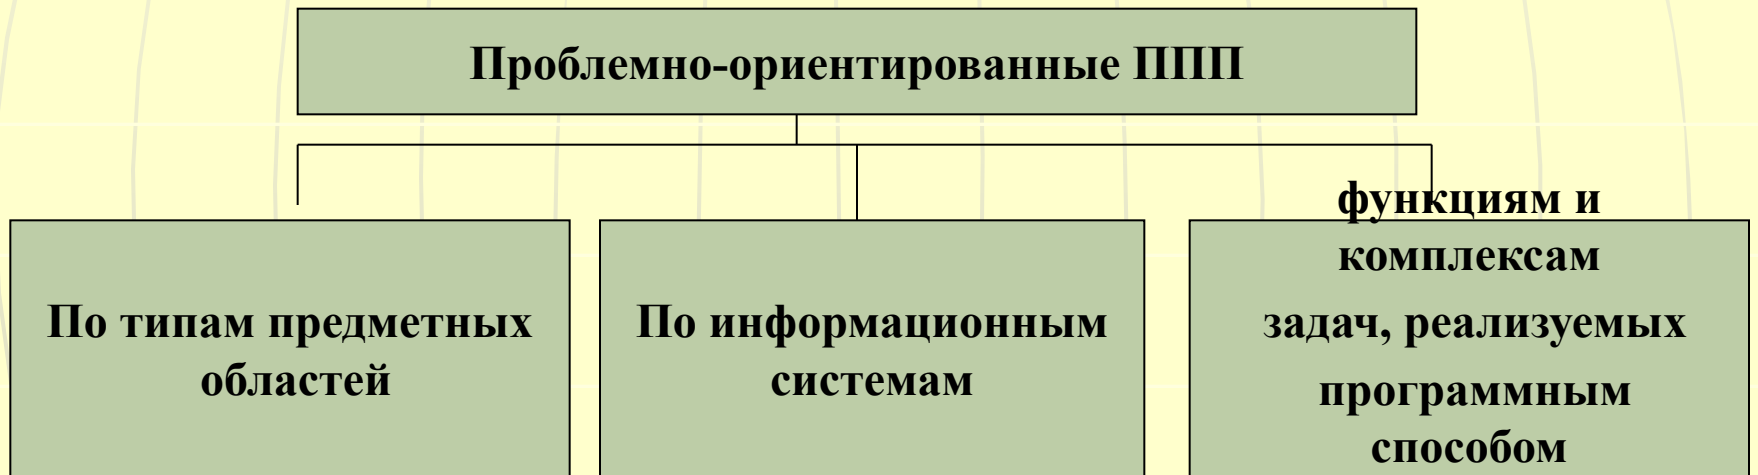 Проблемно-ориентированные ППП
По типам предметных
областей
По информационным
системам
функциям и
комплексам
задач, реализуемых
программным
способом